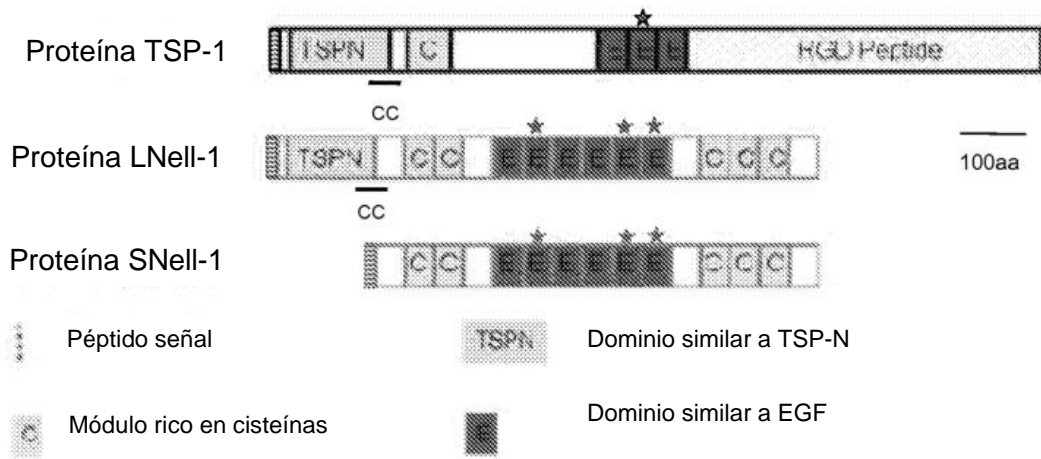 Proteína TSP-1
TSPN C E E E RGD Peptide
CC
Proteína LNell-1
TSPN C C E E E E E E C C C
100aa
CC
Proteína SNell-1
C C E E E E E E C C C
Péptido señal
TSPN Dominio similar a TSP-N
C Módulo rico en cisteínas
E Dominio similar a EGF